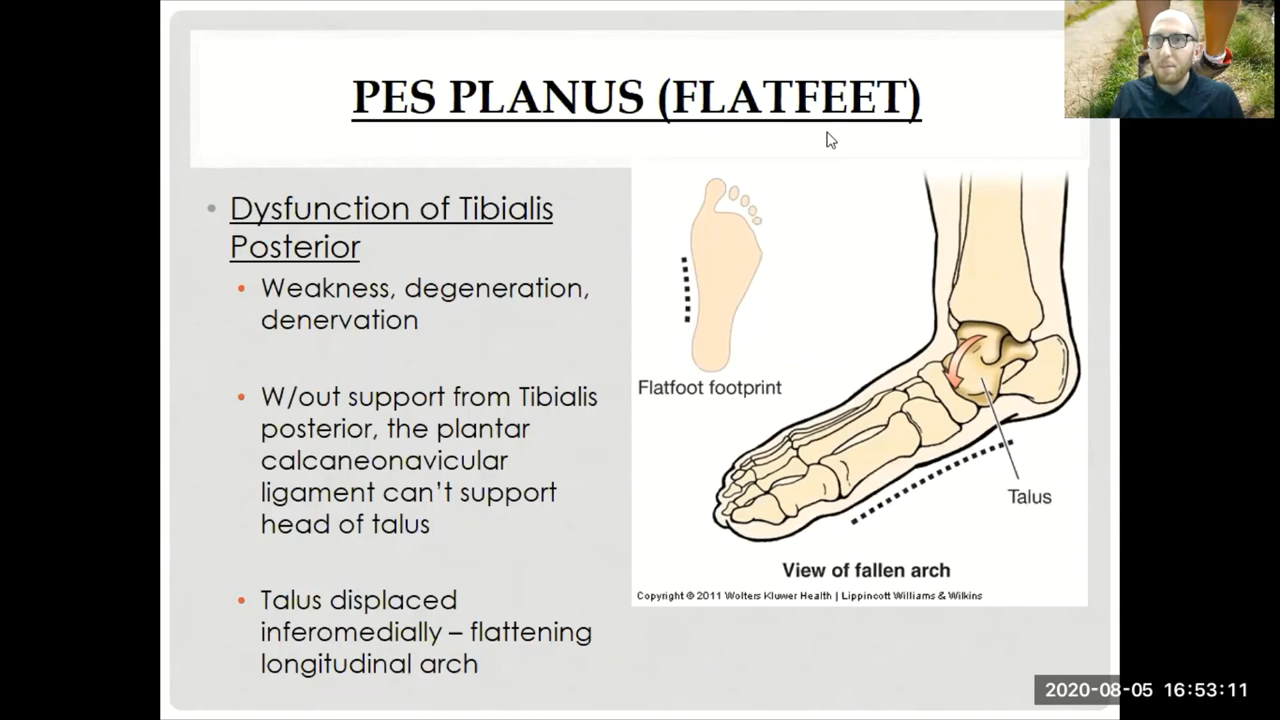 PES PLANUS (FLATFEET)
Dysfunction of Tibialis
Posterior
Weakness, degeneration,
denervation
W/out support from Tibialis
posterior, the plantar
calcaneonavicular
ligament can't support
head of talus
Talus displaced
inferomedially – flattening
longitudinal arch
Flatfoot footprint
Talus
View of fallen arch
Copyright © 2011 Wolters Kluwer Health | Lippincott Williams & Wilkins
2020-08-05 16:53:11